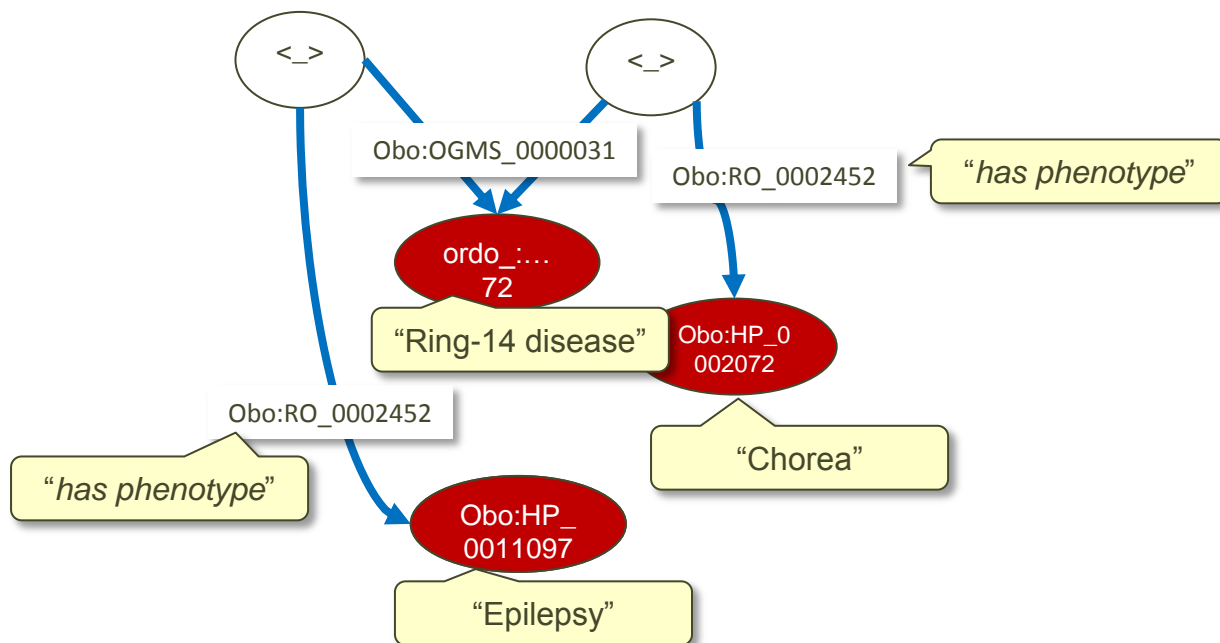 <_>
<_>
Obo:OGMS_0000031
Obo:RO_0002452
“has phenotype”
ordo_:…
72
“Ring-14 disease”
Obo:HP_0
002072
Obo:RO_0002452
“Chorea”
“has phenotype”
Obo:HP_
0011097
“Epilepsy”